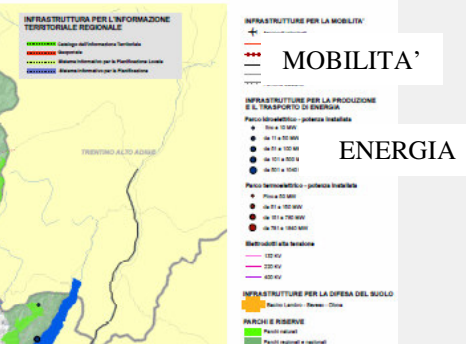 INFRASTRUTTURA PER L'INFORMAZIONE
TERRITORIALE REGIONALE
Catalogo dell'Informazione Territoriale
Geoportale
Sistema Informativo per la Pianificazione Locale
Sistema Informativo per la Pianificazione
TRENTINO ALTO ADIGE
INFRASTRUTTURE PER LA MOBILITA'
MOBILITA’
INFRASTRUTTURE PER LA PRODUZIONE
E IL TRASPORTO DI ENERGIA
Parco Idroelettrico - potenza installata
fino a 10 MW
da 11 a 50 MW
da 51 a 100 M
da 101 a 500 M
da 501 a 1040
ENERGIA
Parco termoelettrico - potenza installata
Fino a 50 MW
da 51 a 150 MW
da 151 a 780 MW
da 781 a 1840 MW
Elettrodotti alta tensione
132 KV
220 KV
400 KV
INFRASTRUTTURE PER LA DIFESA DEL SUOLO
Bacino Lambro - Seveso - Olona
PARCHI E RISERVE
Parchi naturali
Parchi regionali e nazionali